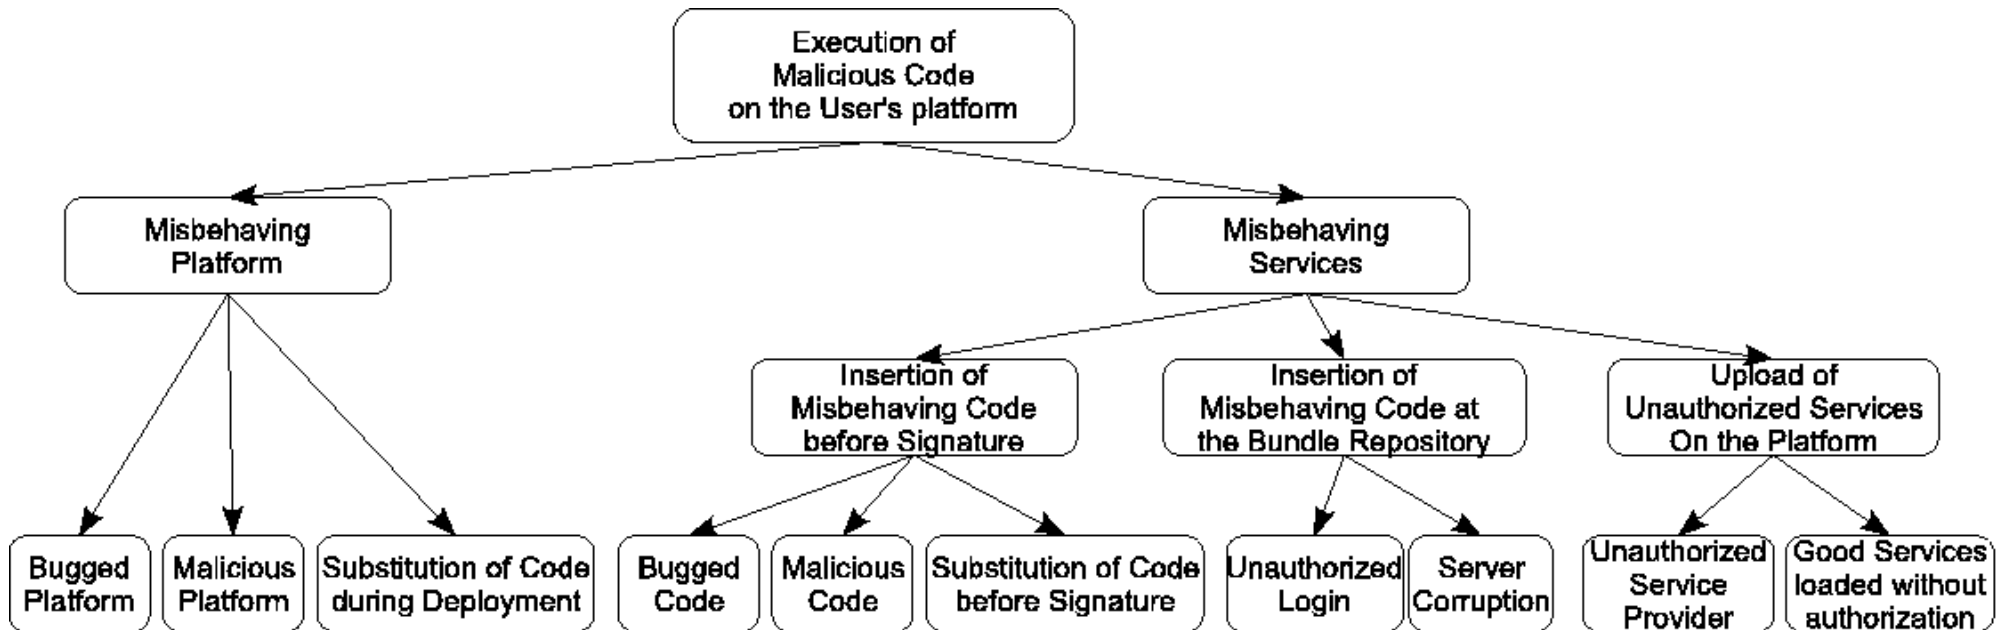 Execution of
Malicious Code
on the User's platform
Misbehaving
Platform
Misbehaving
Services
Insertion of
Misbehaving Code
before Signature
Insertion of
Misbehaving Code at
the Bundle Repository
Upload of
Unauthorized Services
On the Platform
Bugged
Platform
Malicious
Platform
Substitution of Code
during Deployment
Bugged
Code
Malicious
Code
Substitution of Code
before Signature
Unauthorized
Login
Server
Corruption
Unauthorized
Service
Provider
Good Services
loaded without
authorization